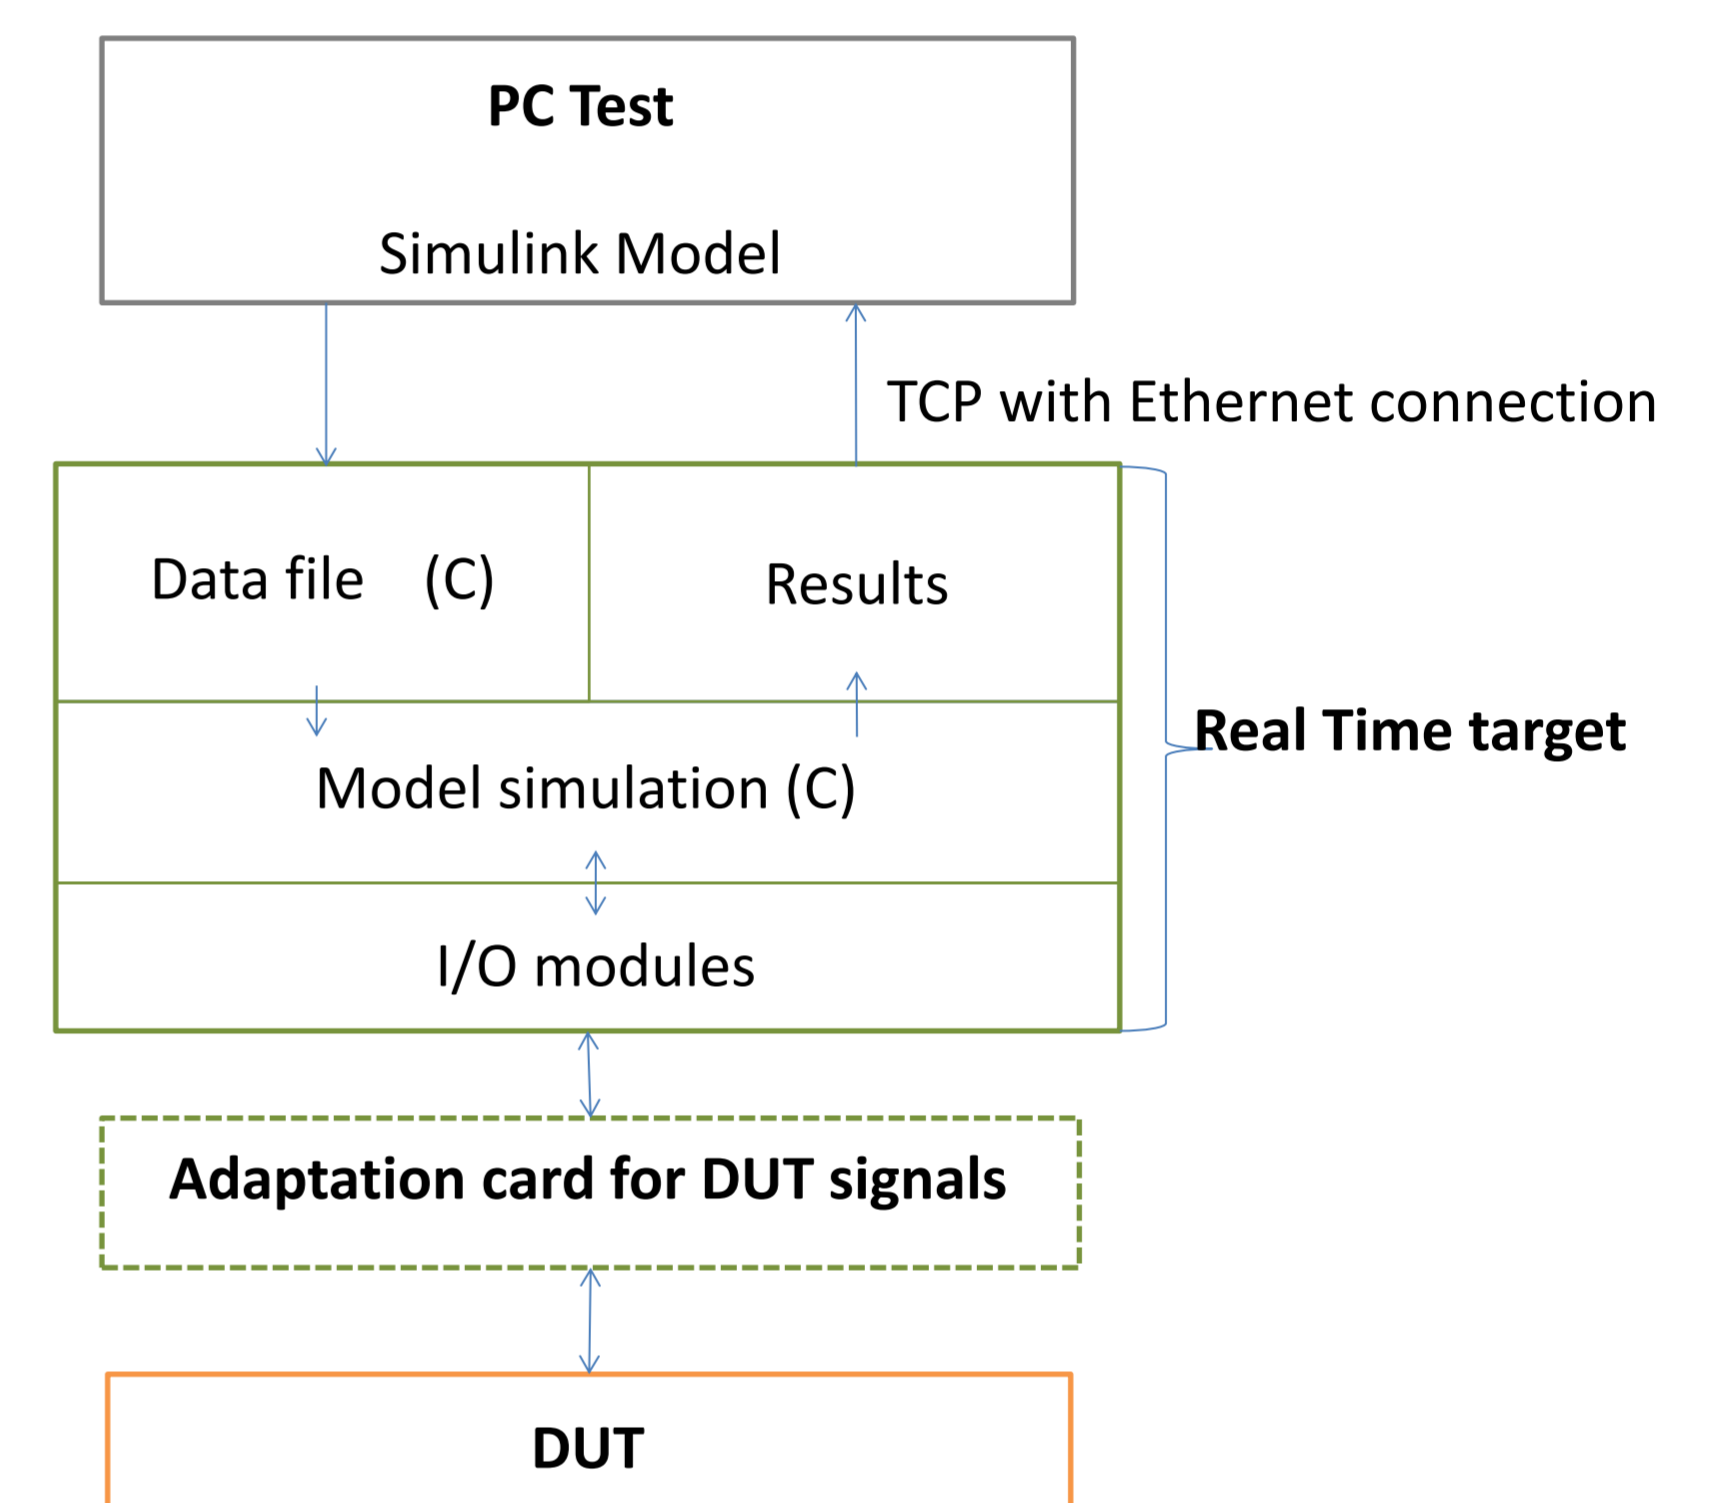 PC Test
Simulink Model
TCP with Ethernet connection
Data file (C)
Results
Real Time target
Model simulation (C)
I/O modules
Adaptation card for DUT signals
DUT